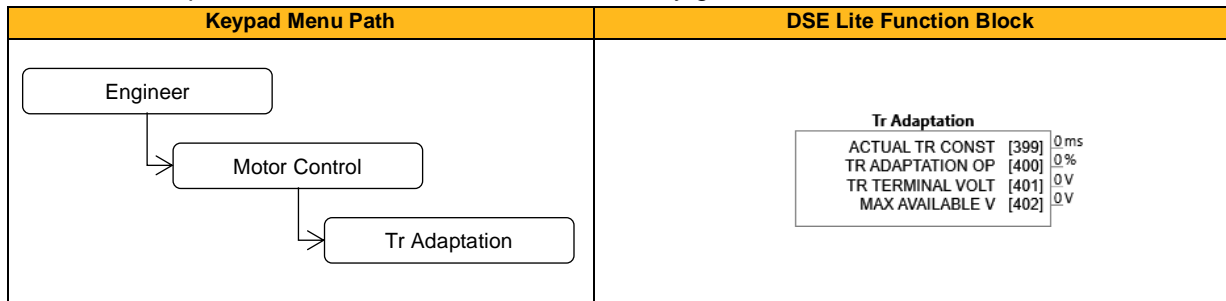 Keypad Menu Path
DSE Lite Function Block
Engineer
Motor Control
Tr Adaptation
Tr Adaptation
ACTUAL TR CONST [399] 0 ms
TR ADAPTATION OP [400] 0 %
TR TERMINAL VOLT [401] 0 V
MAX AVAILABLE V [402] 0 V